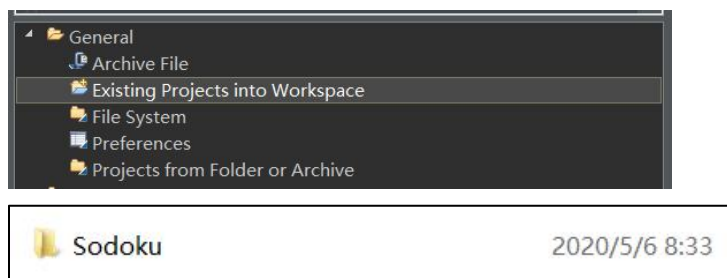 General
Archive File
Existing Projects into Workspace
File System
Preferences
Projects from Folder or Archive
Sodoku 2020/5/6 8:33